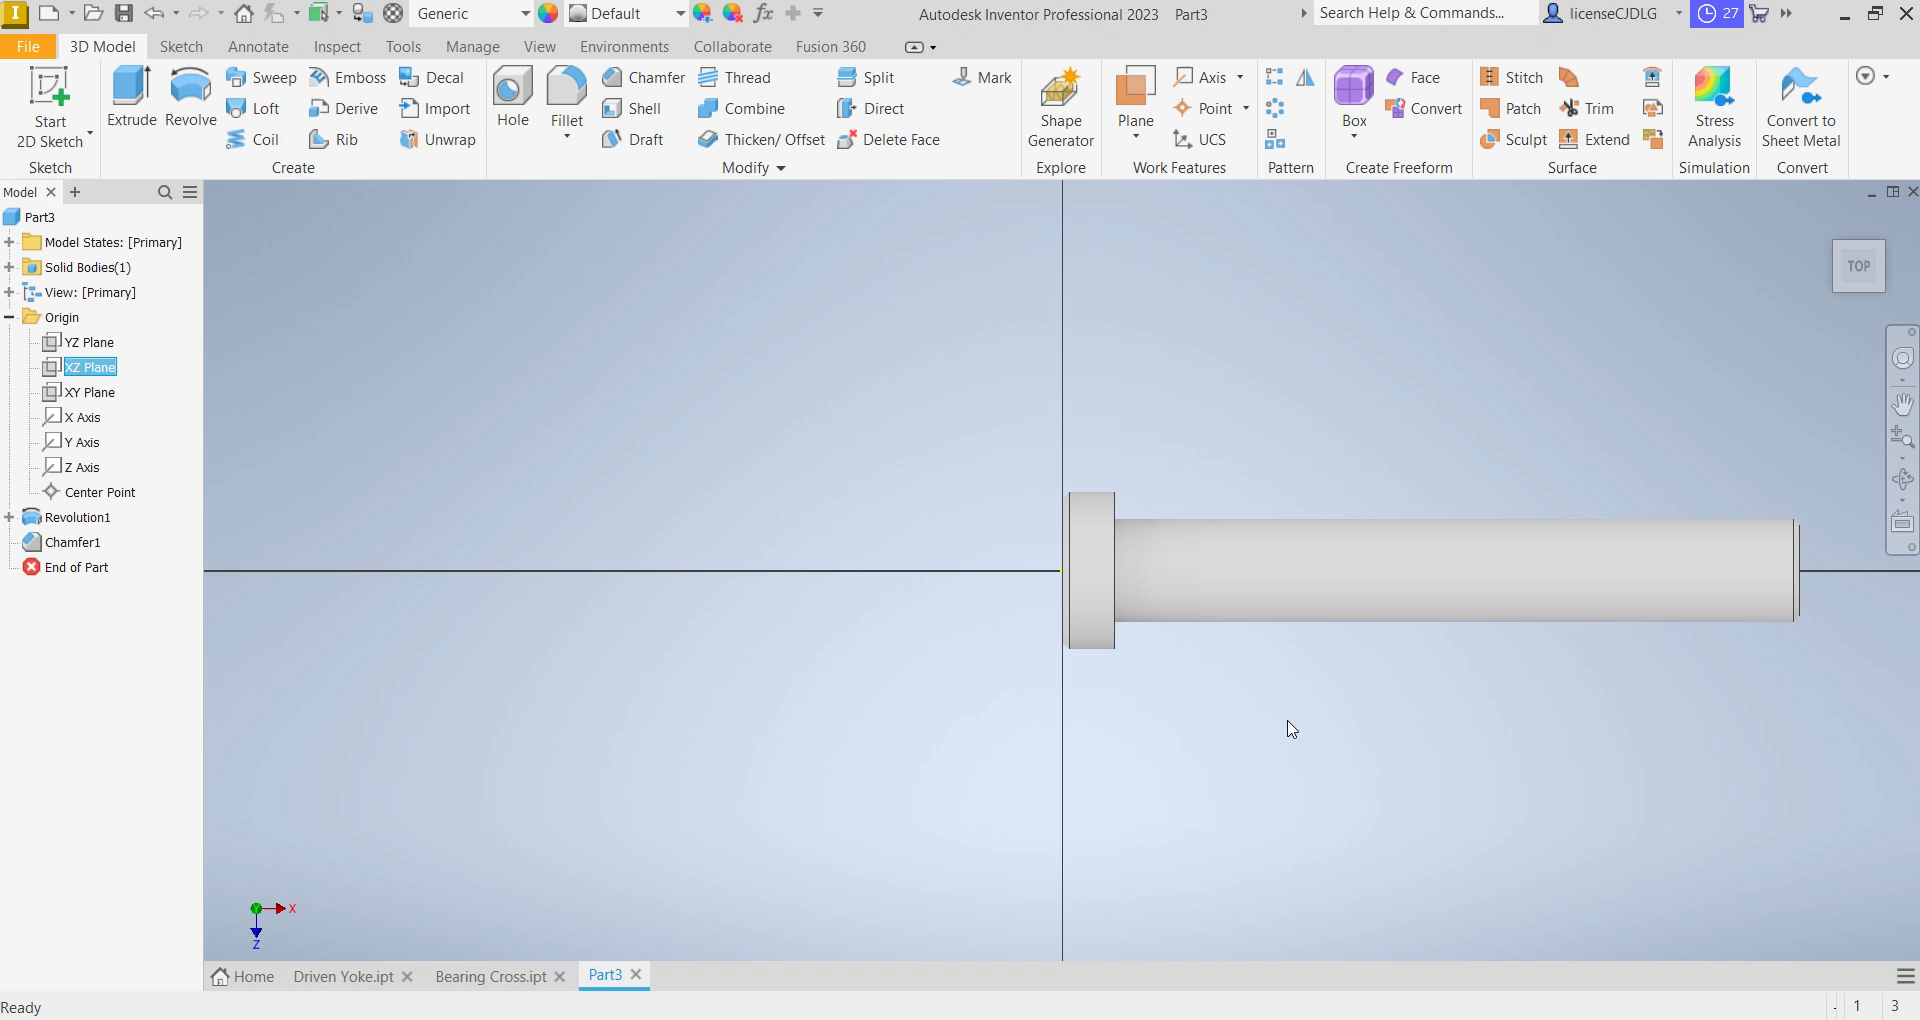 I Generic Default fx Autodesk Inventor Professional 2023 Part3 Search Help & Commands... licenseCJDLG 27
File 3D Model Sketch Annotate Inspect Tools Manage View Environments Collaborate Fusion 360
Start 2D Sketch
Extrude Revolve
Sweep Emboss Decal
Loft Derive Import
Coil Rib Unwrap
Hole Fillet
Chamfer Thread Split Mark
Shell Combine Direct
Draft Thicken/ Offset Delete Face
Shape Generator
Plane
Axis
Point
UCS
Box
Face
Convert
Stitch
Patch Trim
Sculpt Extend
Stress Analysis
Convert to Sheet Metal
Sketch Create Modify Explore Work Features Pattern Create Freeform Surface Simulation Convert
Model
Part3
Model States: [Primary]
Solid Bodies(1)
View: [Primary]
Origin
YZ Plane
XZ Plane
XY Plane
X Axis
Y Axis
Z Axis
Center Point
Revolution1
Chamfer1
End of Part
TOP
X
Z
Home Driven Yoke.ipt Bearing Cross.ipt Part3
Ready 1 3